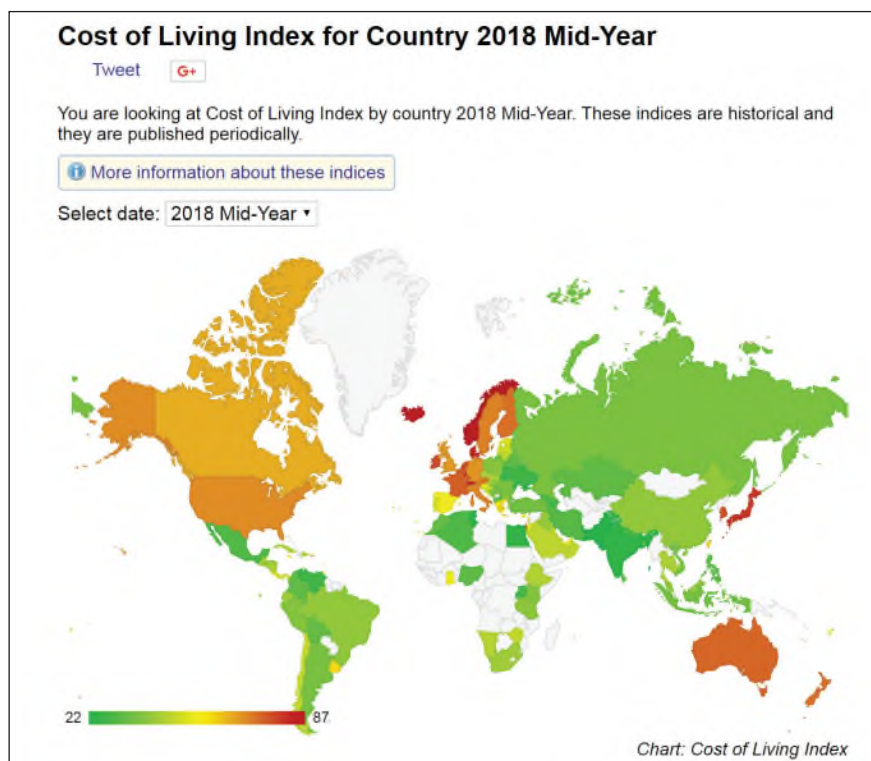 Cost of Living Index for Country 2018 Mid-Year
Tweet G+
You are looking at Cost of Living Index by country 2018 Mid-Year. These indices are historical and
they are published periodically.
More information about these indices
Select date: 2018 Mid-Year
22 87
Chart: Cost of Living Index